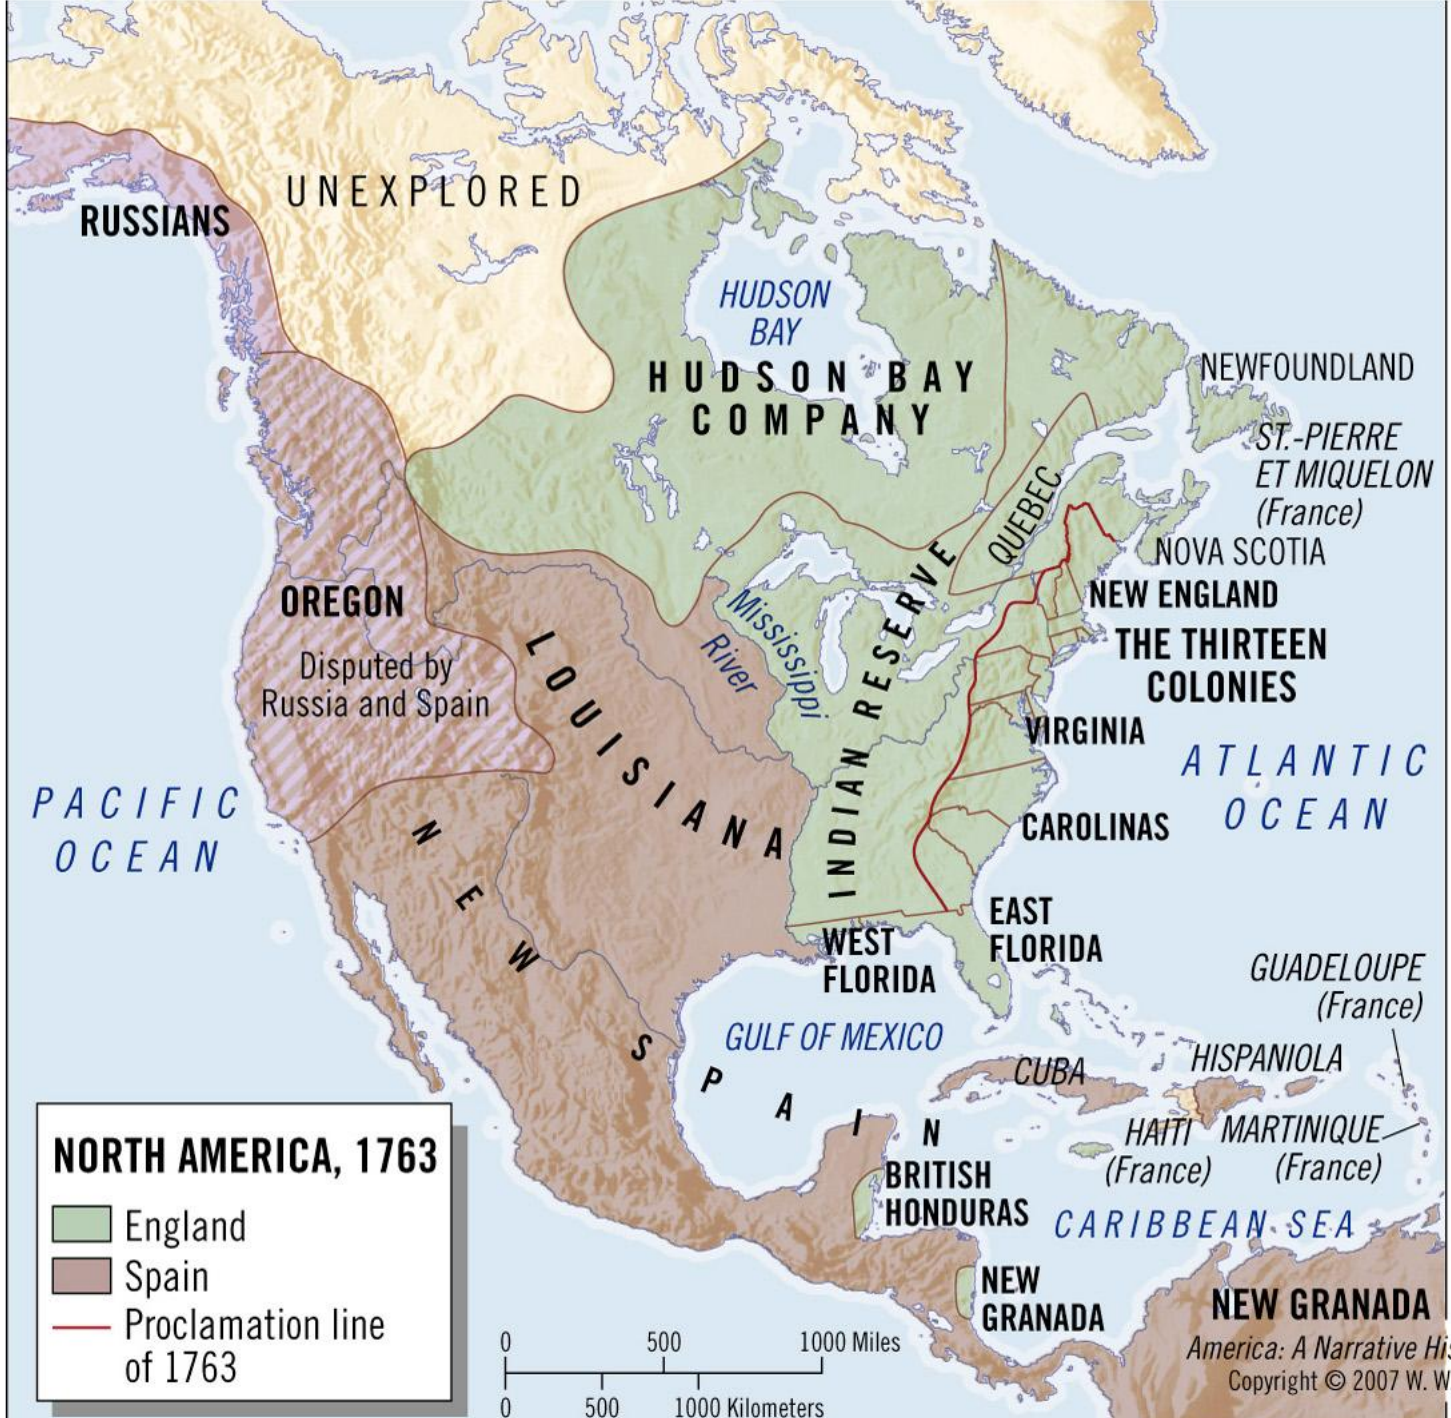 UNEXPLORED
RUSSIANS
HUDSON
BAY
HUDSON BAY
COMPANY
NEWFOUNDLAND
ST.-PIERRE
ET MIQUELON
(France)
QUEBEC
NOVA SCOTIA
NEW ENGLAND
THE THIRTEEN
COLONIES
VIRGINIA
CAROLINAS
INDIAN RESERVE
Mississippi
River
OREGON
Disputed by
Russia and Spain
LOUISIANA
PACIFIC
OCEAN
ATLANTIC
OCEAN
NEW SPAIN
WEST
FLORIDA
EAST
FLORIDA
GULF OF MEXICO
GUADELOUPE
(France)
CUBA
HISPANIOLA
HAITI
(France)
MARTINIQUE
(France)
BRITISH
HONDURAS
CARIBBEAN SEA
NEW
GRANADA
NEW GRANADA
NORTH AMERICA, 1763
England
Spain
Proclamation line
of 1763
0 500 1000 Miles
0 500 1000 Kilometers
America: A Narrative His
Copyright © 2007 W. W